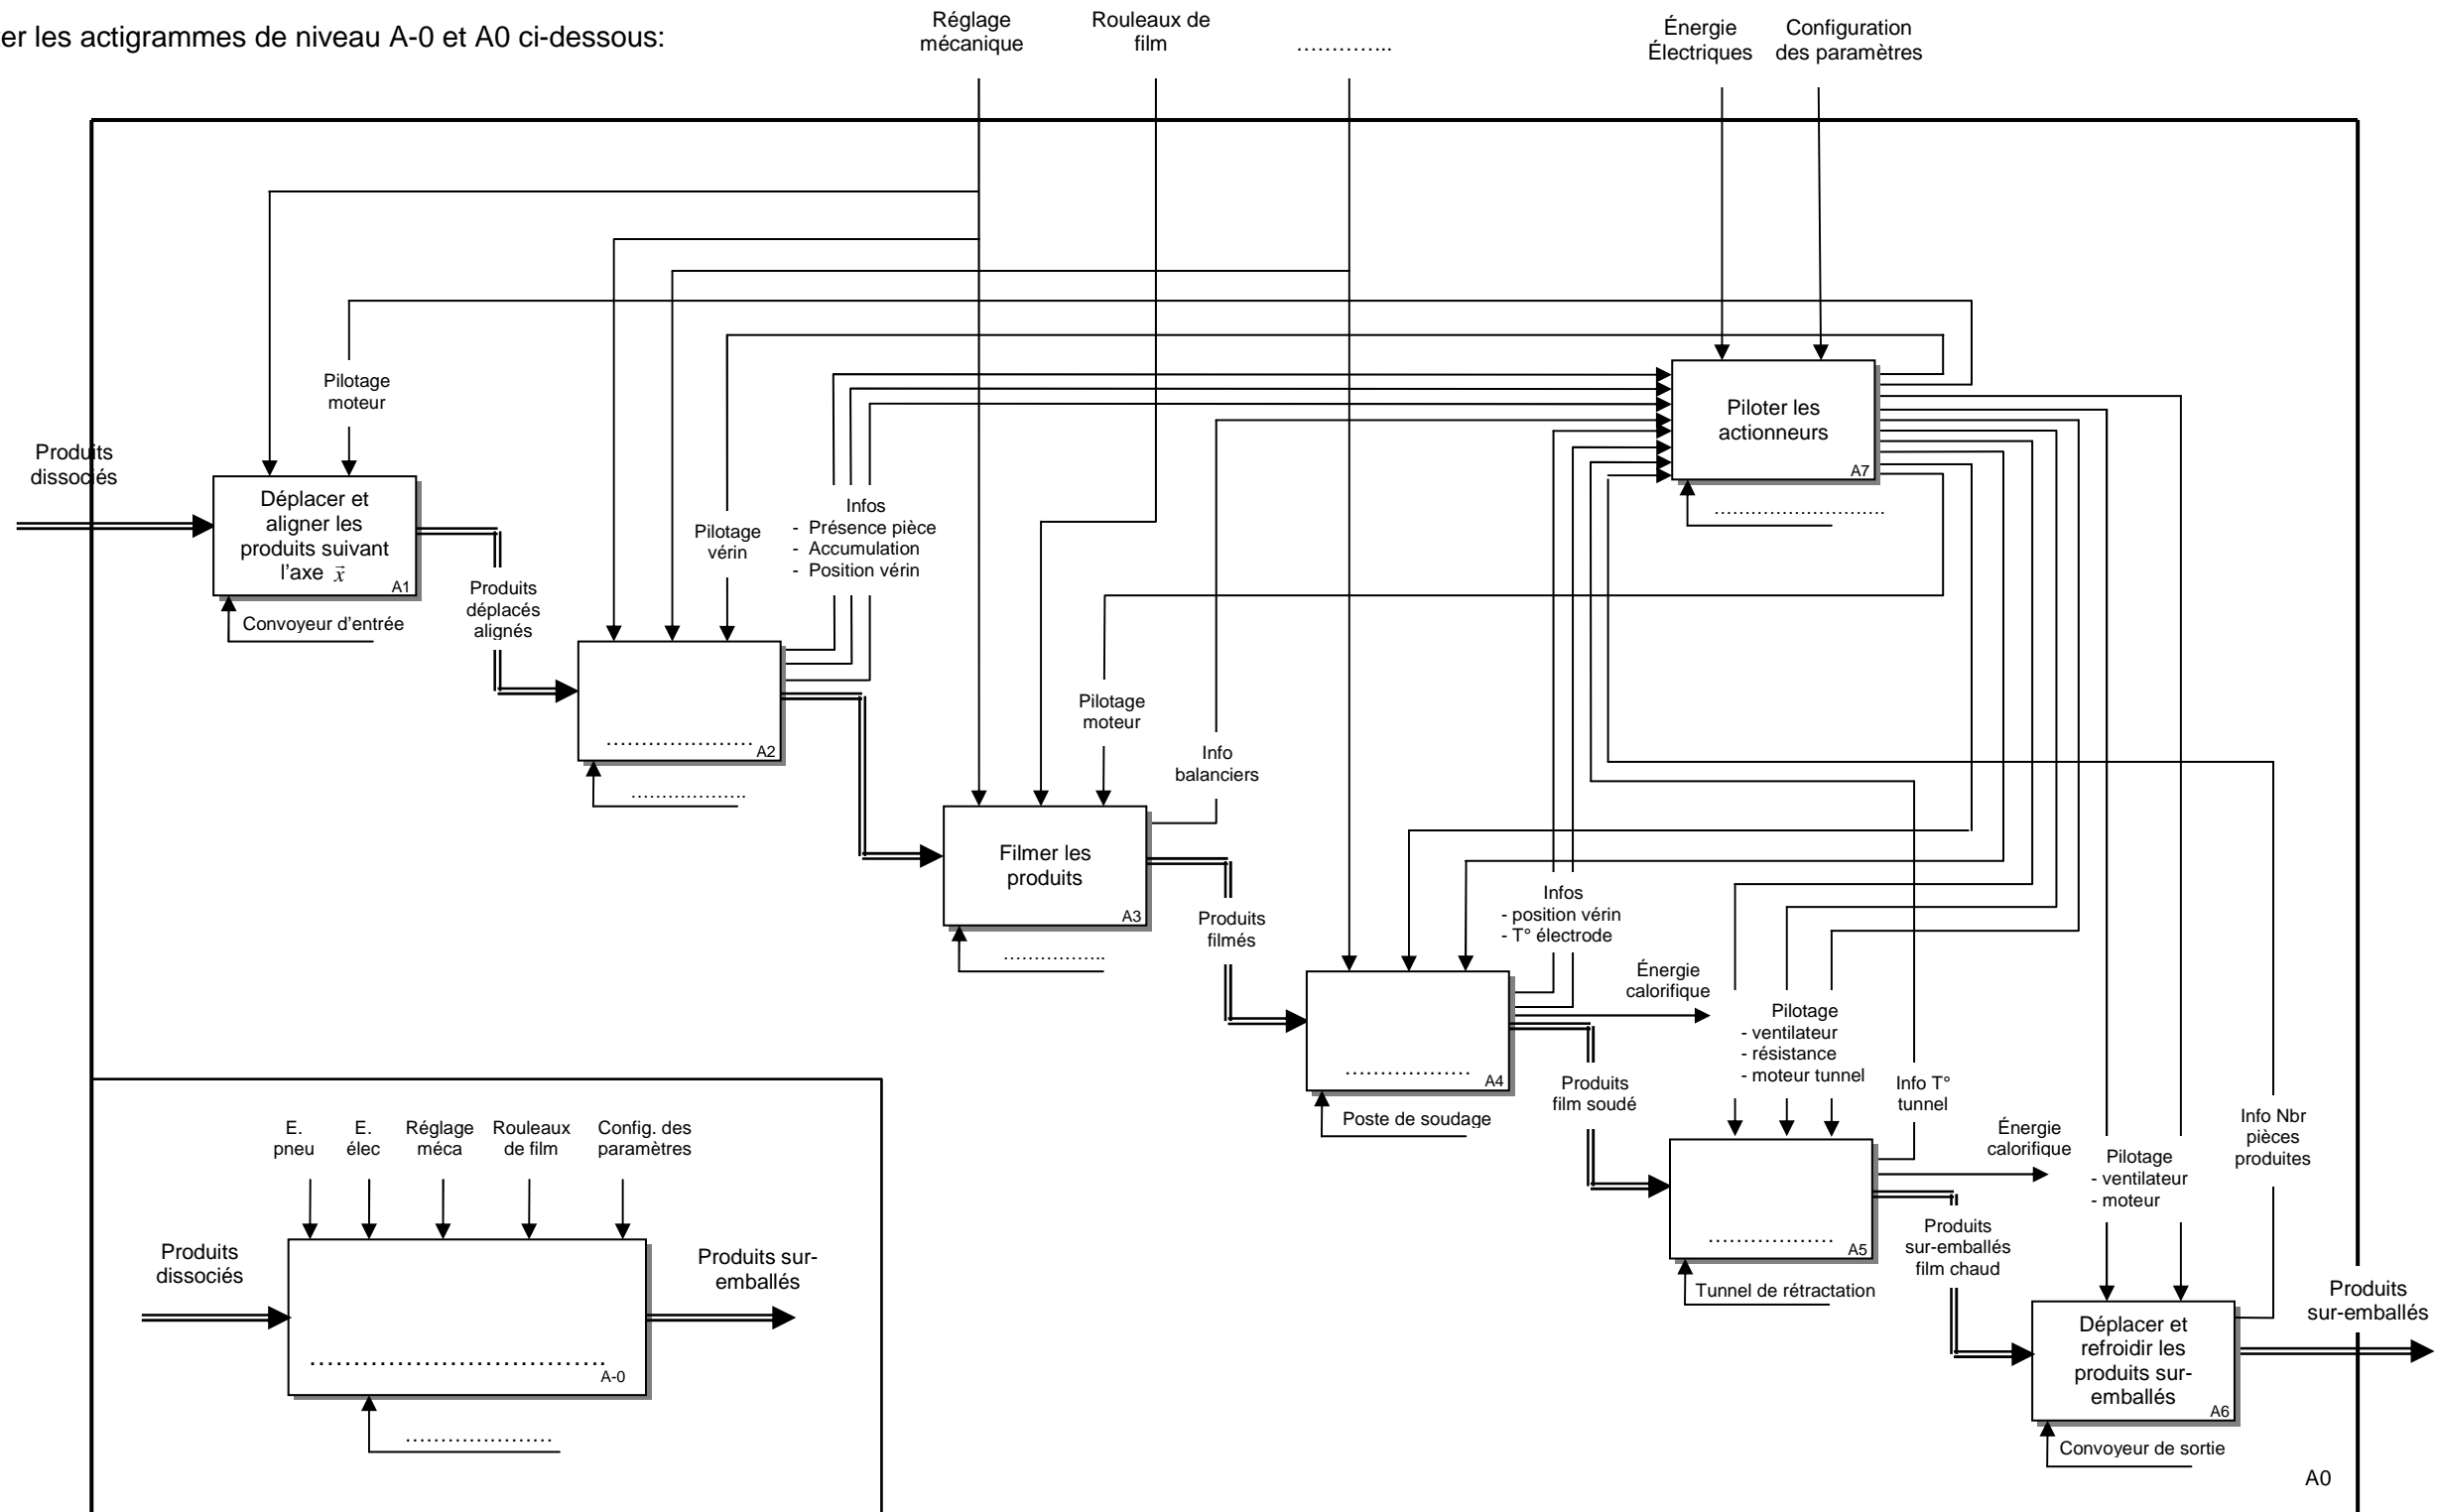 er les actigrammes de niveau A-0 et A0 ci-dessous:
Réglage
mécanique
Rouleaux de
film
…………..
Énergie
Électriques
Configuration
des paramètres
Produits
dissociés
Pilotage
moteur
Déplacer et
aligner les
produits suivant
l'axe x⃗
A1
Convoyeur d'entrée
Produits
déplacés
alignés
Pilotage
vérin
Infos
- Présence pièce
- Accumulation
- Position vérin
…………………
A2
………………..
Piloter les
actionneurs
A7
………………………..
Pilotage
moteur
Info
balanciers
Filmer les
produits
A3
……………..
Produits
filmés
Infos
- position vérin
- T° électrode
Énergie
calorifique
………………
A4
Poste de soudage
Produits
film soudé
Pilotage
- ventilateur
- résistance
- moteur tunnel
Info T°
tunnel
Énergie
calorifique
………………
A5
Tunnel de rétractation
Produits
sur-emballés
film chaud
Pilotage
- ventilateur
- moteur
Info Nbr
pièces
produites
Déplacer et
refroidir les
produits sur-
emballés
A6
Convoyeur de sortie
Produits
sur-emballés
A0
E.
pneu
E.
élec
Réglage
méca
Rouleaux
de film
Config. des
paramètres
Produits
dissociés
…………………………….
A-0
Produits sur-
emballés
…………………